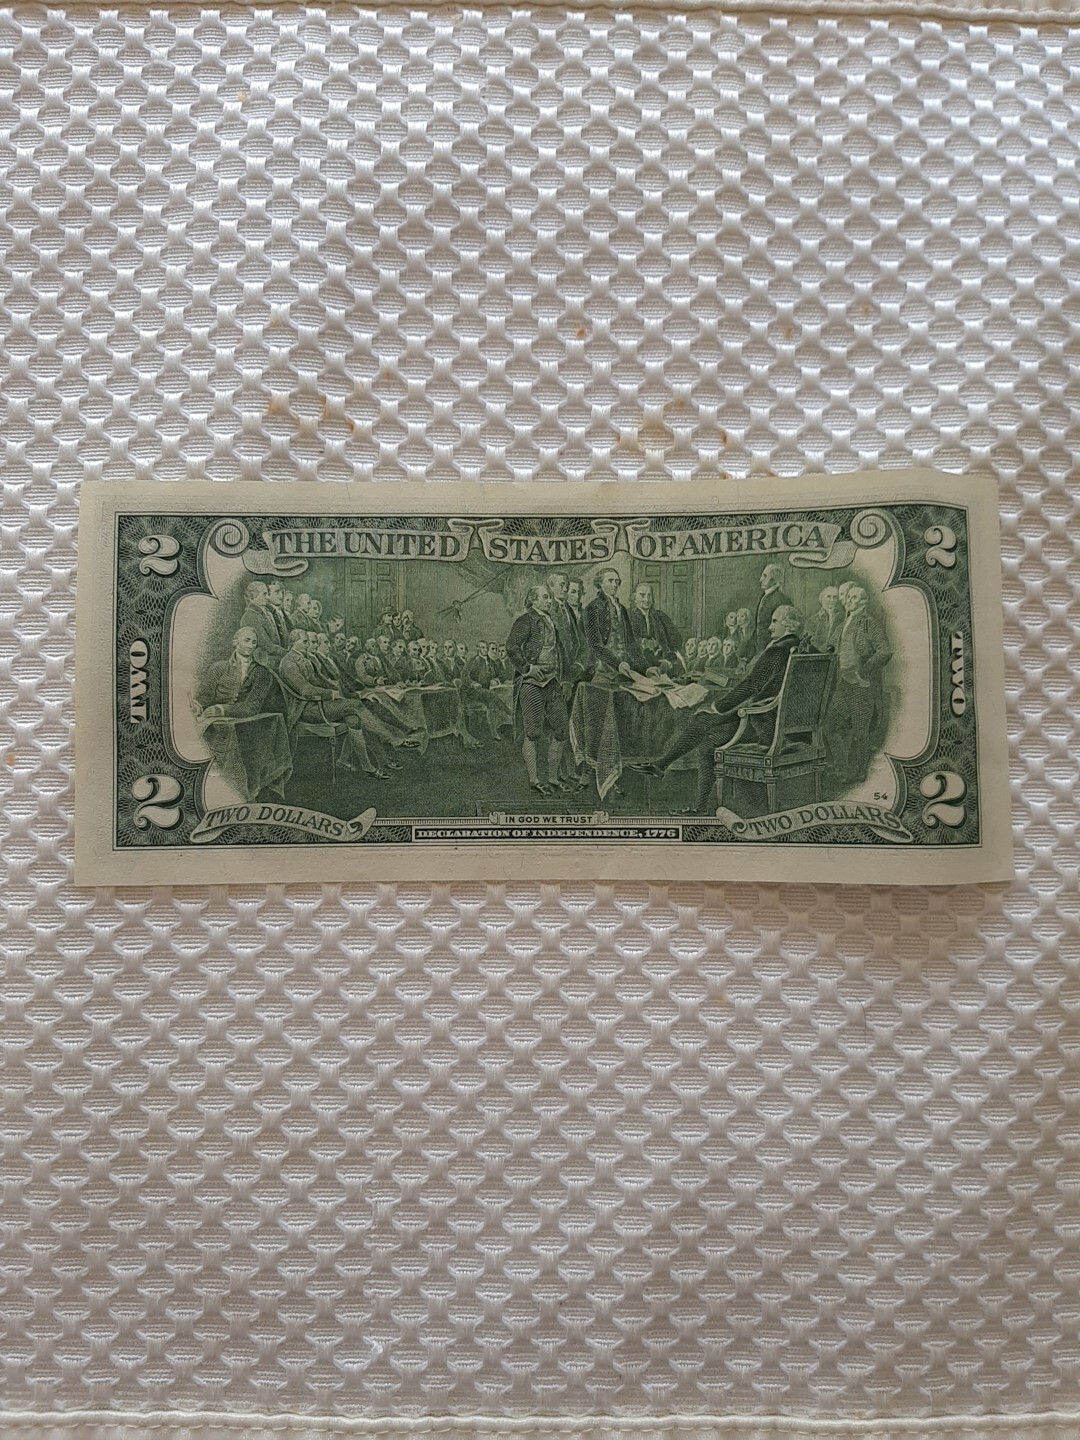 2 THE UNITED STATES OF AMERICA 2
TWO TWO
2 TWO DOLLARS IN GOD WE TRUST TWO DOLLARS 2
54
DECLARATION OF INDEPENDENCE, 1776